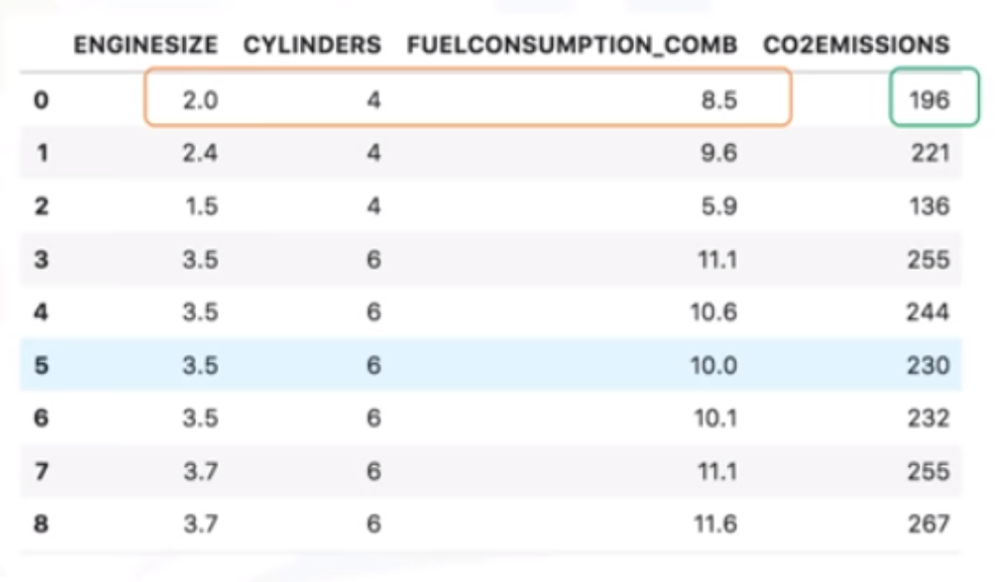 ENGINESIZE CYLINDERS FUELCONSUMPTION_COMB CO2EMISSIONS
0 2.0 4 8.5 196
1 2.4 4 9.6 221
2 1.5 4 5.9 136
3 3.5 6 11.1 255
4 3.5 6 10.6 244
5 3.5 6 10.0 230
6 3.5 6 10.1 232
7 3.7 6 11.1 255
8 3.7 6 11.6 267